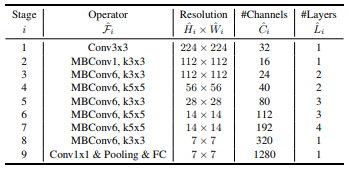 Stage Operator Resolution #Channels #Layers
i F̂i Ĥi × Ŵi Ĉi L̂i
1 Conv3x3 224 × 224 32 1
2 MBConv1, k3x3 112 × 112 16 1
3 MBConv6, k3x3 112 × 112 24 2
4 MBConv6, k5x5 56 × 56 40 2
5 MBConv6, k3x3 28 × 28 80 3
6 MBConv6, k5x5 14 × 14 112 3
7 MBConv6, k5x5 14 × 14 192 4
8 MBConv6, k3x3 7 × 7 320 1
9 Conv1x1 & Pooling & FC 7 × 7 1280 1